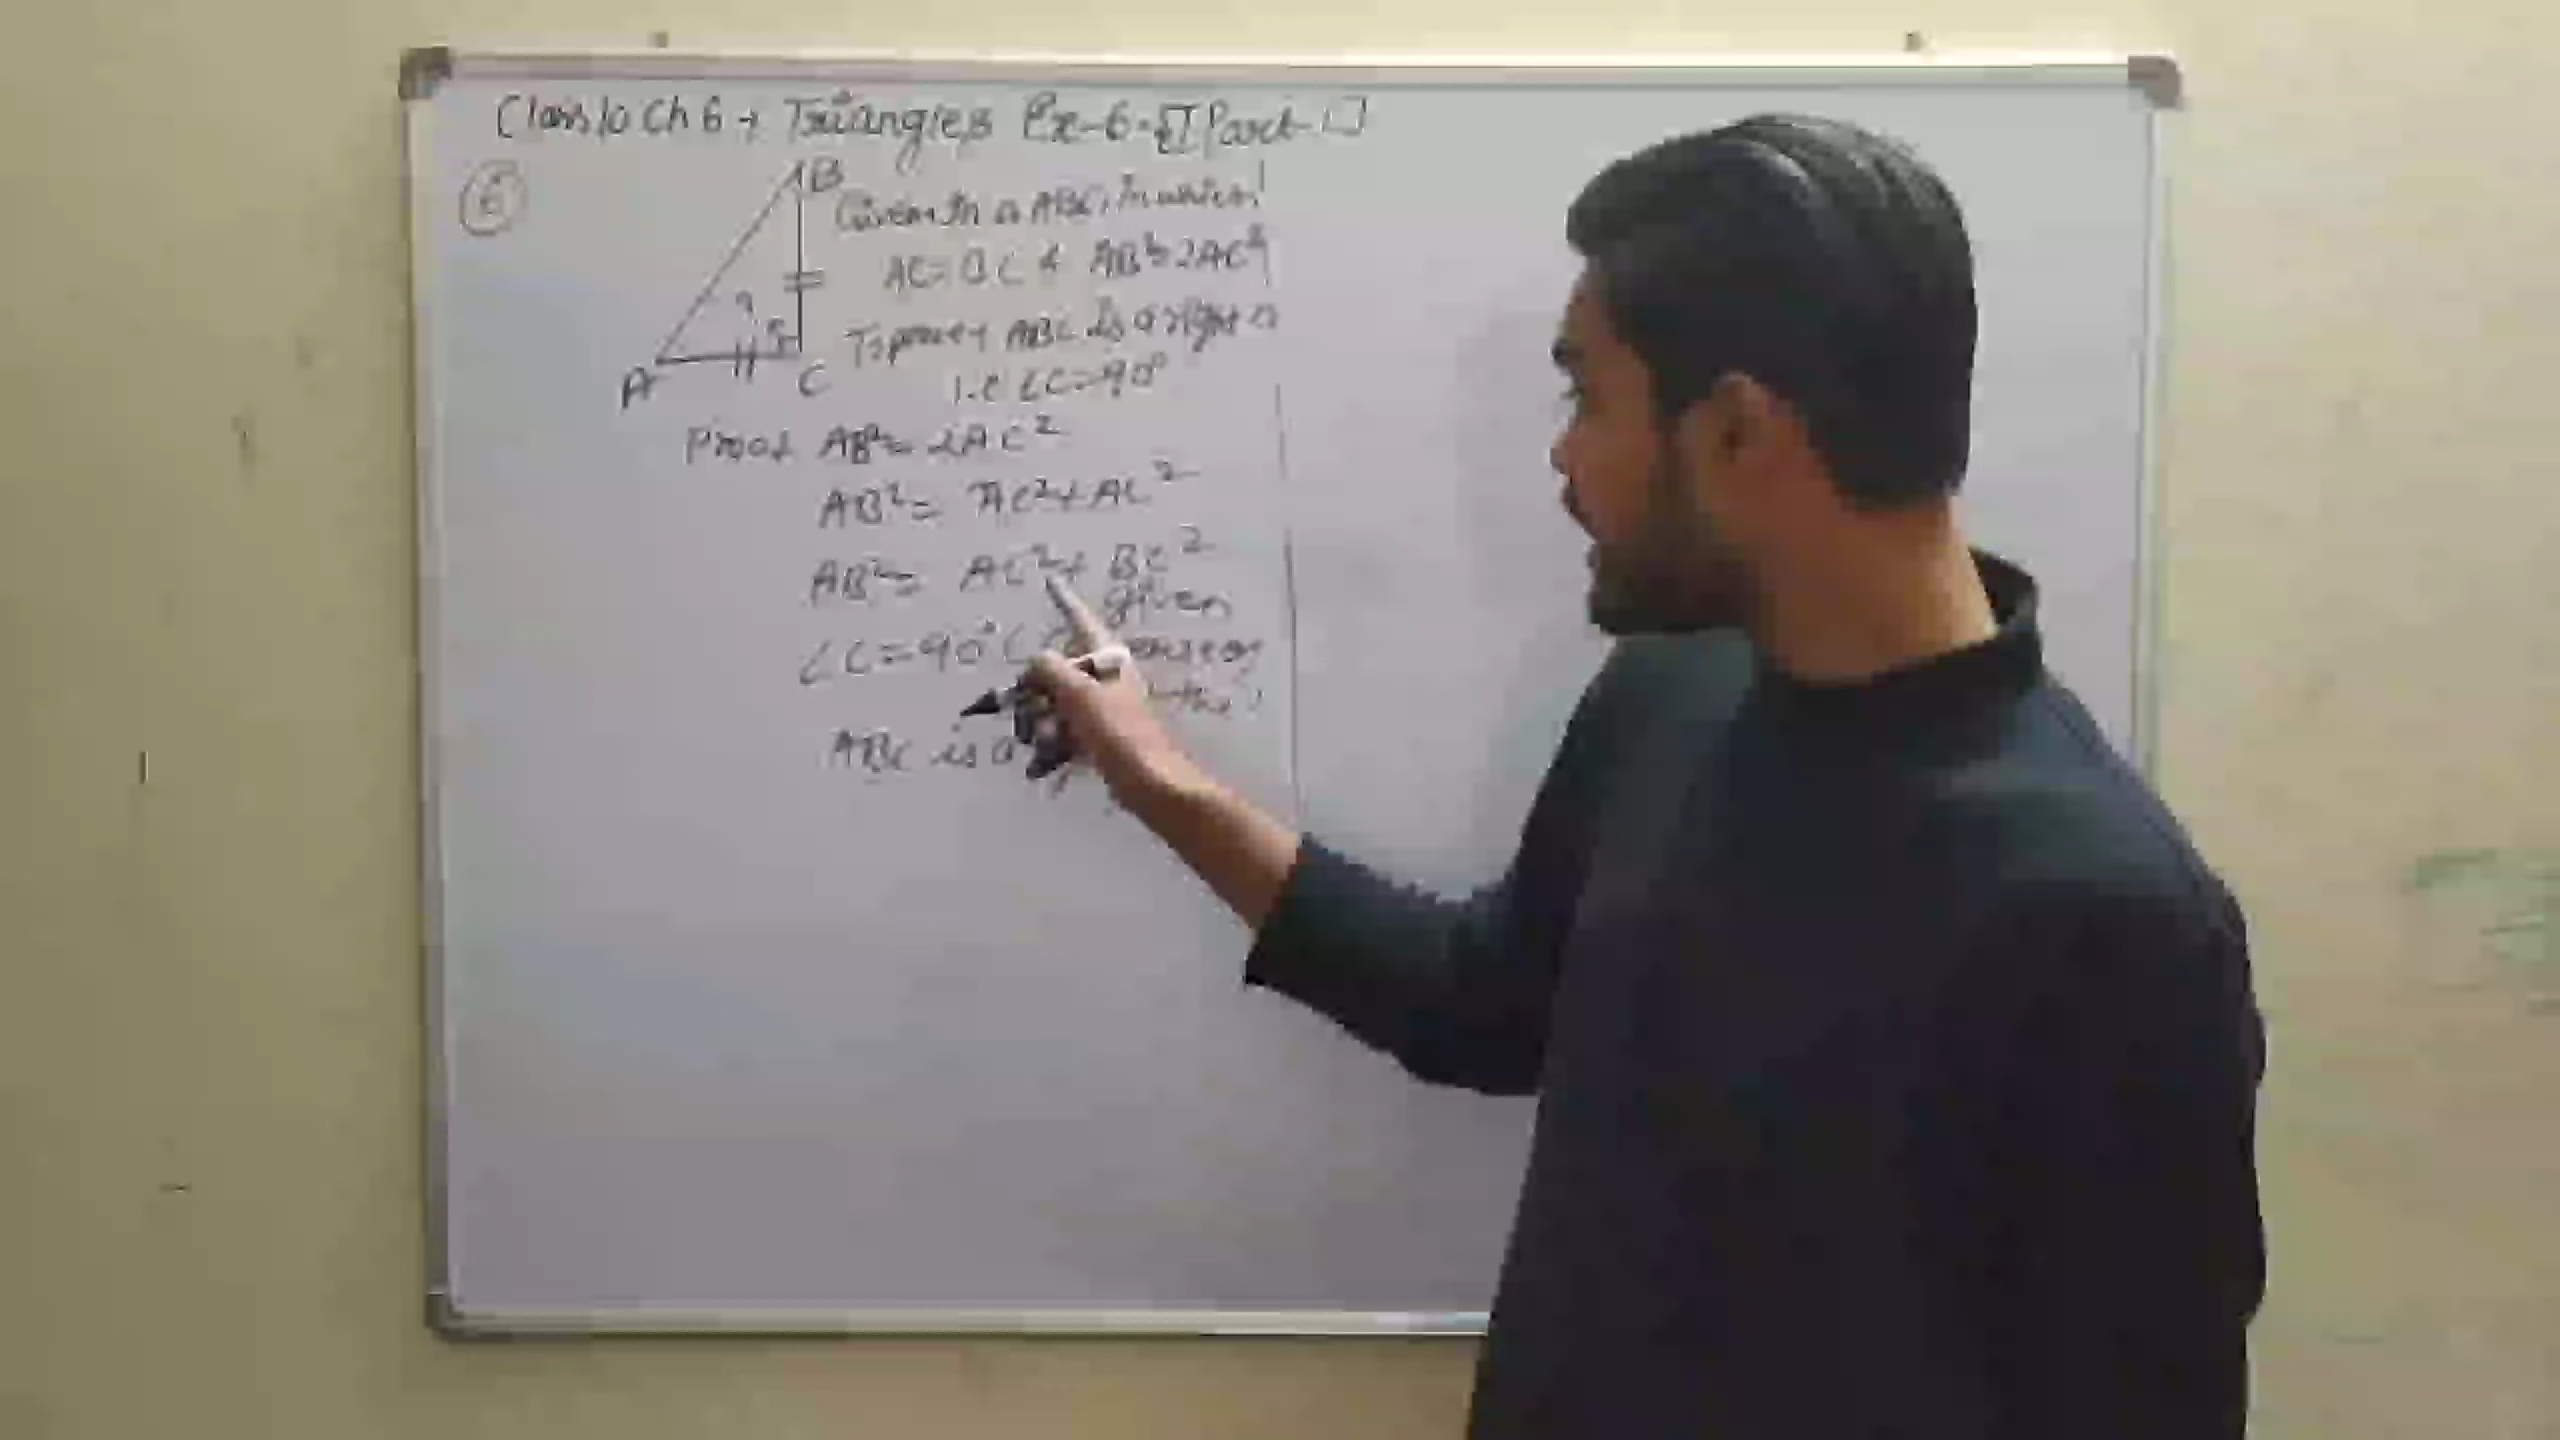 Class 10 Ch 6 → Triangles Ex-6. [Part-1]
6
B
Given → In △ ABC, in which
AC = BC & AB² = 2AC²
To prove → ABC is a right △
i.e ∠C = 90°
A
C
Proof AB² = 2AC²
AB² = AC² + AC²
AB² = AC² + BC²
given
∠C = 90°
ABC is a